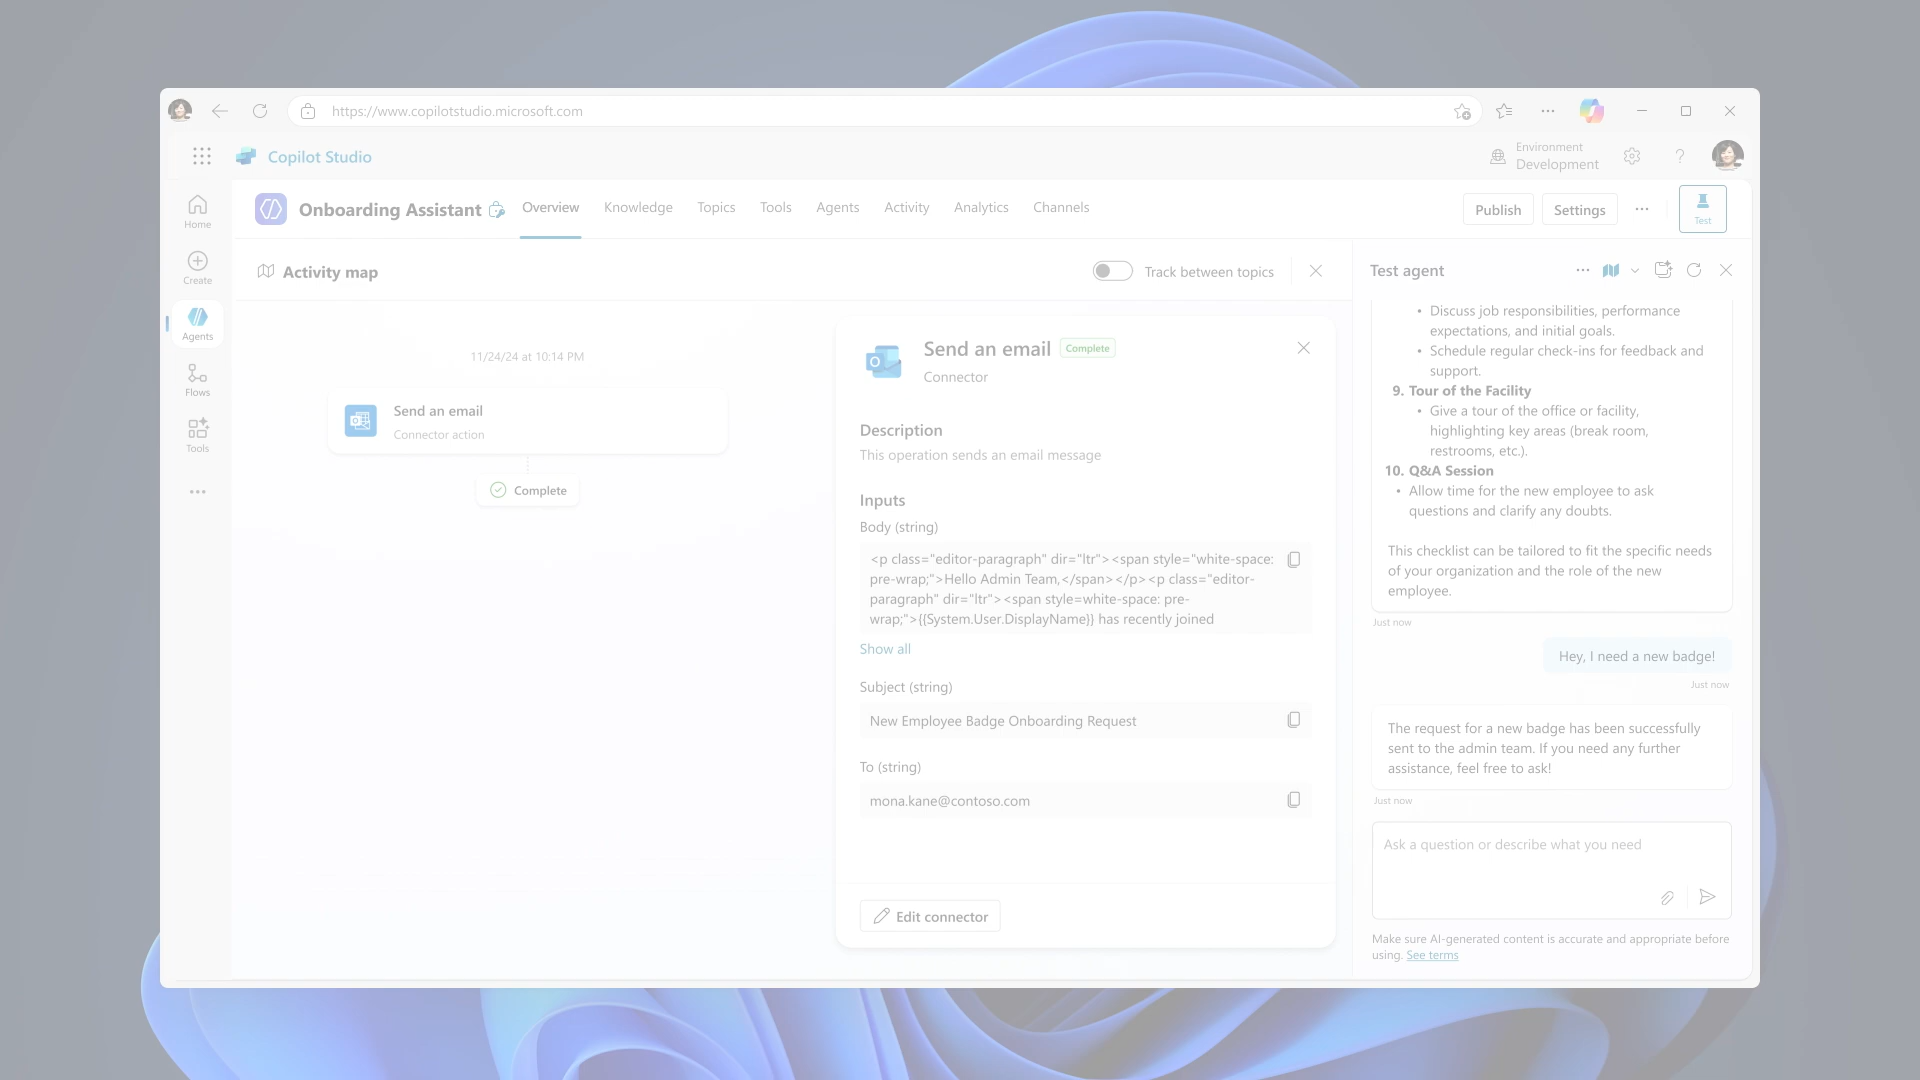 https://www.copilotstudio.microsoft.com
Copilot Studio
Environment
Development
Home
Create
Agents
Flows
Tools
Onboarding Assistant
Overview
Knowledge
Topics
Tools
Agents
Activity
Analytics
Channels
Publish
Settings
Test
Activity map
Track between topics
11/24/24 at 10:14 PM
Send an email
Connector action
Complete
Send an email
Complete
Connector
Description
This operation sends an email message
Inputs
Body (string)
<p class="editor-paragraph" dir="ltr"><span style="white-space:
pre-wrap;">Hello Admin Team,</span></p><p class="editor-
paragraph" dir="ltr"><span style=white-space: pre-
wrap;">{{System.User.DisplayName}} has recently joined
Show all
Subject (string)
New Employee Badge Onboarding Request
To (string)
mona.kane@contoso.com
Edit connector
Test agent
• Discuss job responsibilities, performance
expectations, and initial goals.
• Schedule regular check-ins for feedback and
support.
9. Tour of the Facility
• Give a tour of the office or facility,
highlighting key areas (break room,
restrooms, etc.).
10. Q&A Session
• Allow time for the new employee to ask
questions and clarify any doubts.
This checklist can be tailored to fit the specific needs
of your organization and the role of the new
employee.
Just now
Hey, I need a new badge!
Just now
The request for a new badge has been successfully
sent to the admin team. If you need any further
assistance, feel free to ask!
Just now
Ask a question or describe what you need
Make sure AI-generated content is accurate and appropriate before
using. See terms